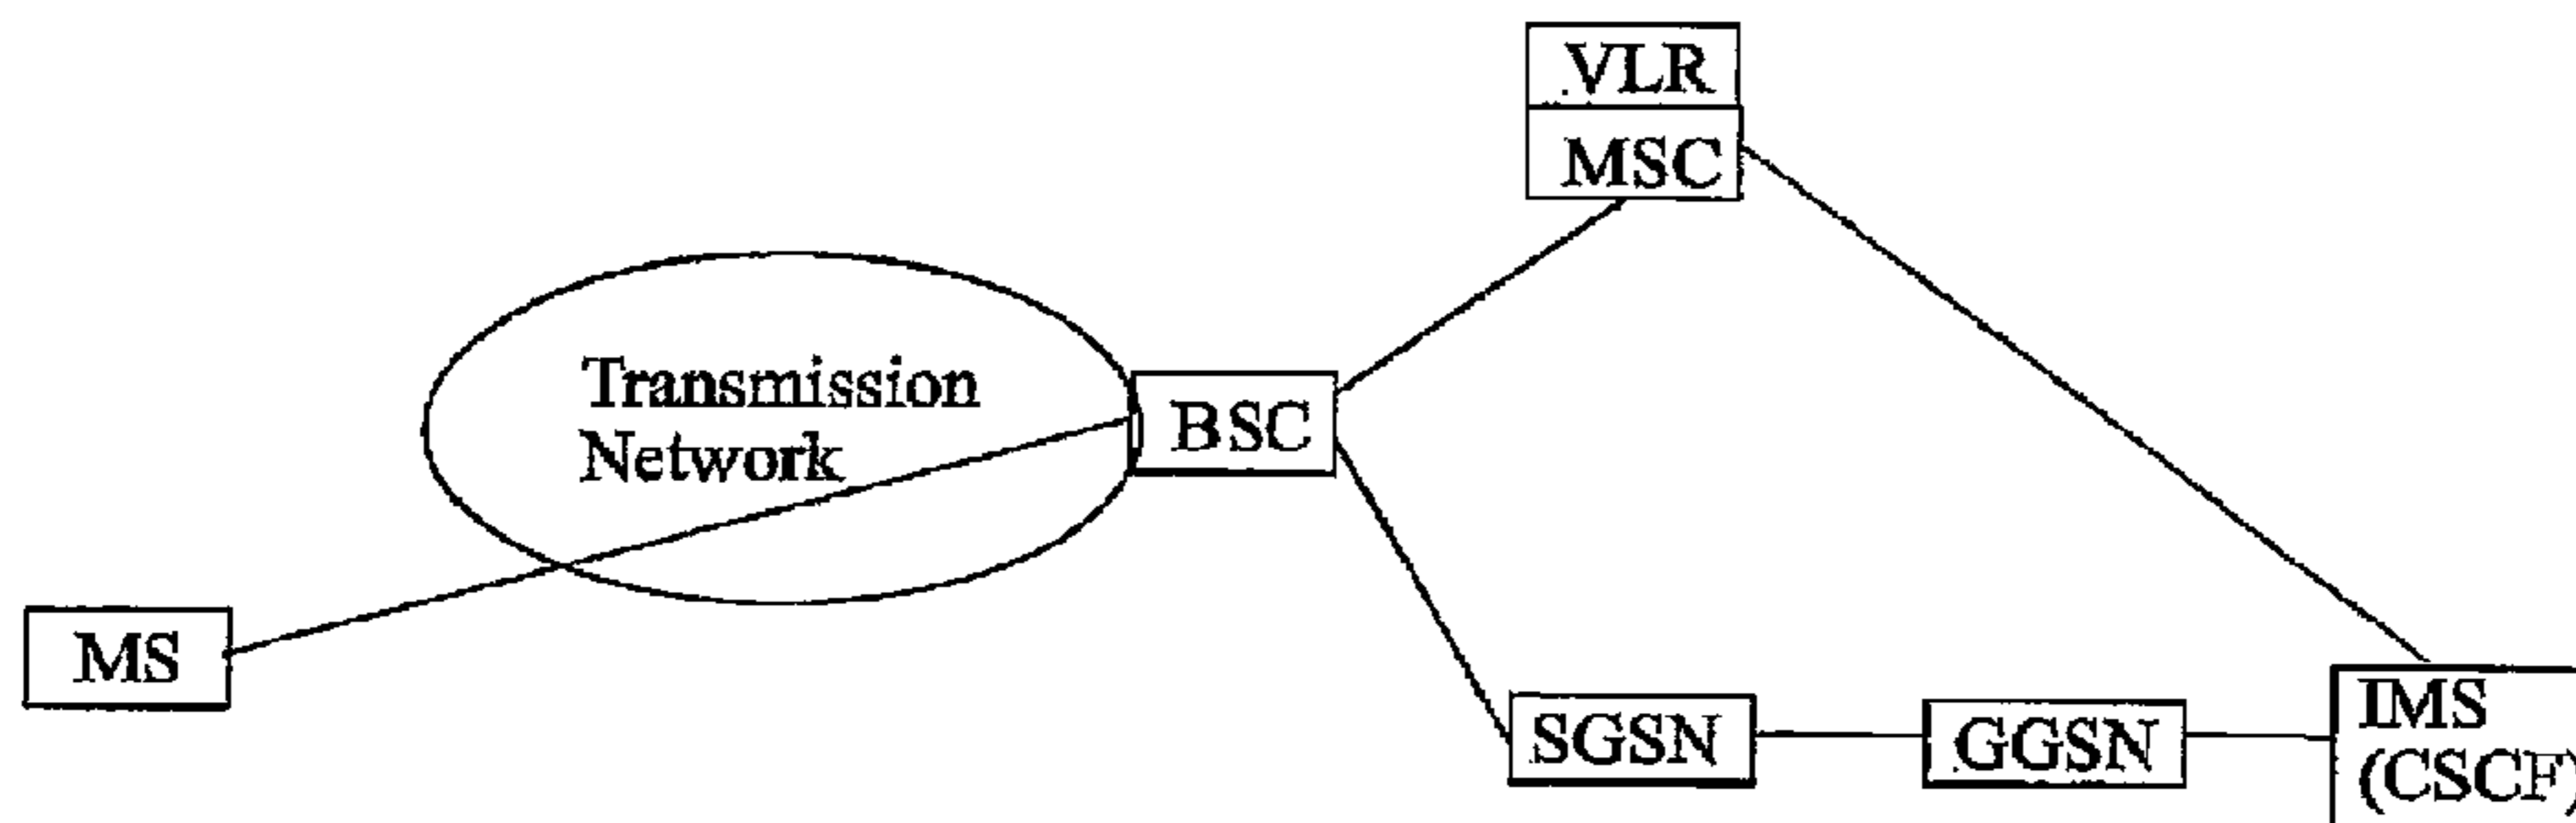 VLR
MSC
Transmission
Network
BSC
MS
SGSN
GGSN
IMS
(CSCF)